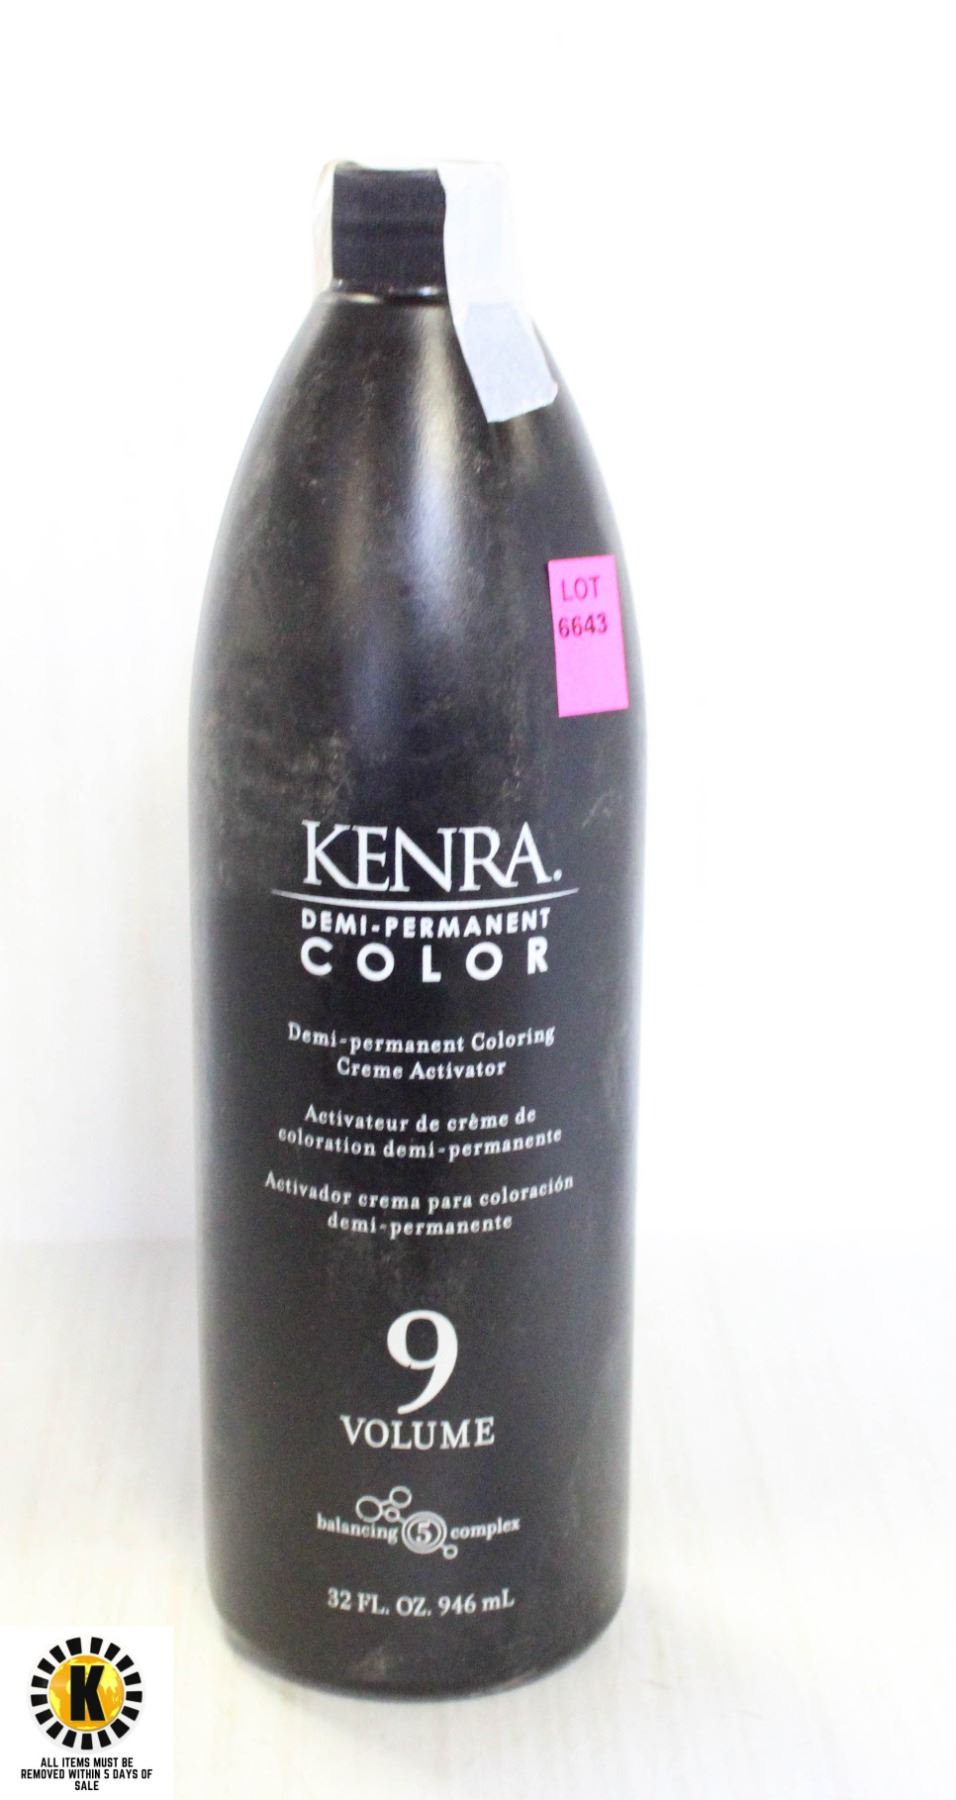 LOT
6643
KENRA.
DEMI-PERMANENT
COLOR
Demi-permanent Coloring
Creme Activator
Activateur de crème de
coloration demi-permanente
Activador crema para coloración
demi-permanente
9
VOLUME
balancing 5 complex
32 FL. OZ. 946 mL
K
ALL ITEMS MUST BE
REMOVED WITHIN 5 DAYS OF
SALE